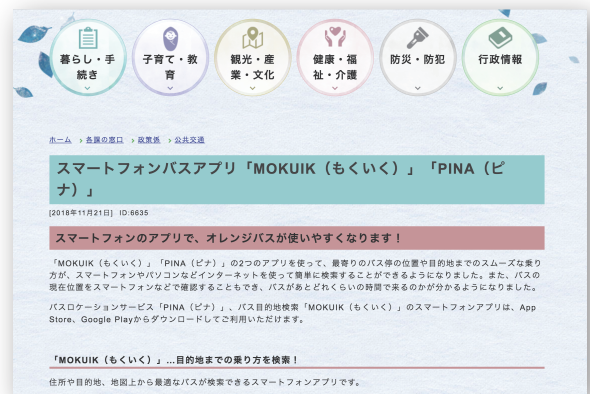 暮らし・手
続き
子育て・教
育
観光・産
業・文化
健康・福
祉・介護
防災・防犯
行政情報
ホーム > 各課の窓口 > 政策係 > 公共交通
スマートフォンバスアプリ「MOKUIK（もくいく）」「PINA（ピ
ナ）」
[2018年11月21日] ID:6635
スマートフォンのアプリで、オレンジバスが使いやすくなります！
「MOKUIK（もくいく）」「PINA（ピナ）」の2つのアプリを使って、最寄りのバス停の位置や目的地までのスムーズな乗り
方が、スマートフォンやパソコンなどインターネットを使って簡単に検索することができるようになりました。また、バスの
現在位置をスマートフォンなどで確認することもでき、バスがあとどれくらいの時間で来るのかが分かるようになりました。
バスロケーションサービス「PINA（ピナ）」、バス目的地検索「MOKUIK（もくいく）」のスマートフォンアプリは、App
Store、Google Playからダウンロードしてご利用いただけます。
「MOKUIK（もくいく）」…目的地までの乗り方を検索！
住所や目的地、地図上から最適なバスが検索できるスマートフォンアプリです。